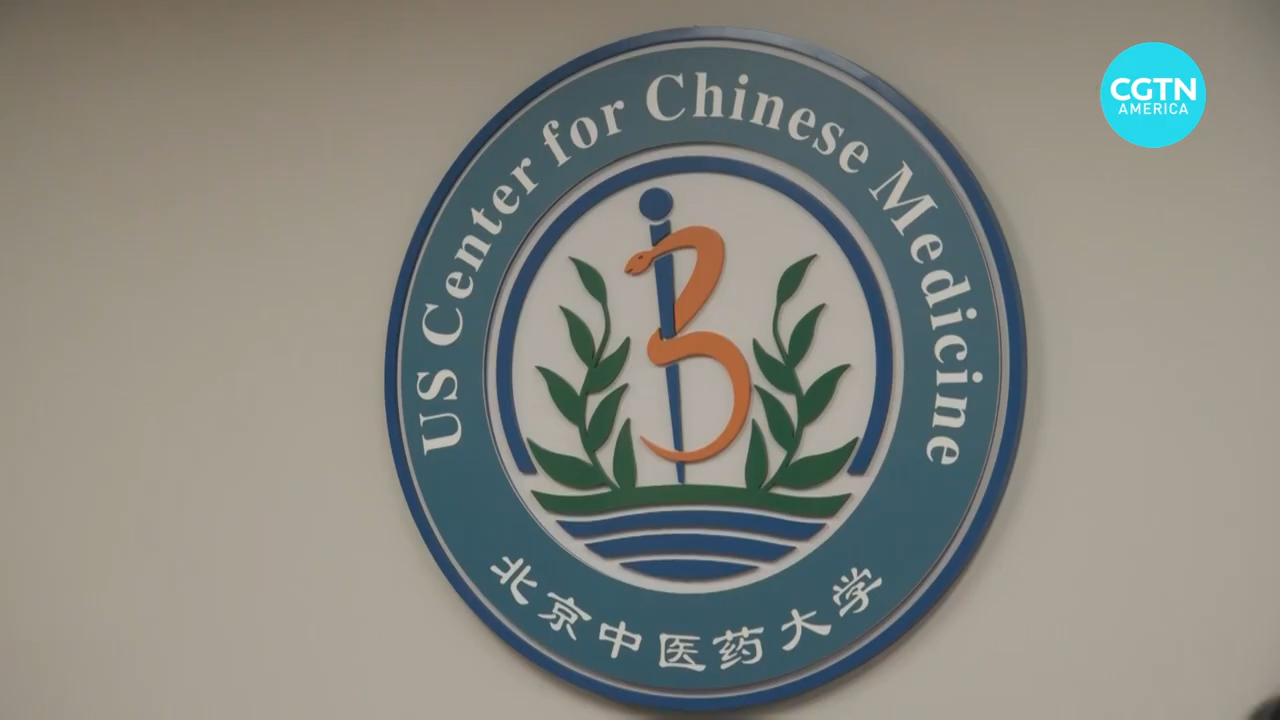 CGTN
AMERICA
US Center for Chinese Medicine
北京中医药大学